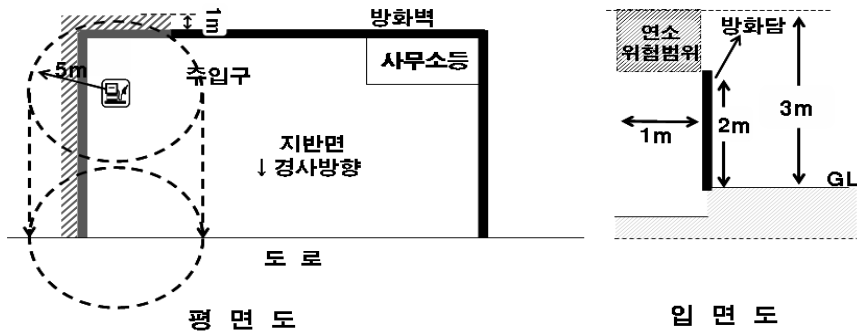 1m
방화벽
5m
주입구
사무소등
지반면
↓ 경사방향
도 로
평 면 도
연소
위험범위
방화담
1m
2m
3m
GL
입 면 도